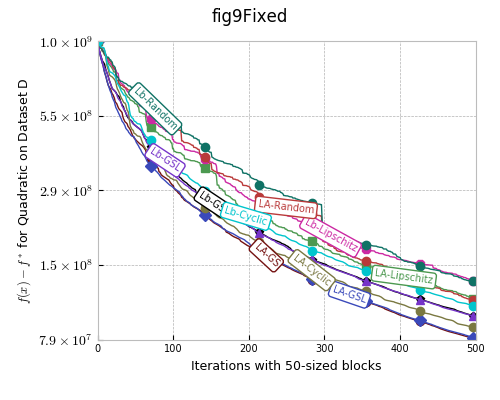 fig9Fixed
f(x) − f* for Quadratic on Dataset D
1.0 × 10⁹
5.5 × 10⁸
2.9 × 10⁸
1.5 × 10⁸
7.9 × 10⁷
Lb-Random
Lb-GSL
Lb-Cyclic
LA-Random
Lb-Lipschitz
LA-GS
LA-Cyclic
LA-GSL
LA-Lipschitz
0 100 200 300 400 500
Iterations with 50-sized blocks